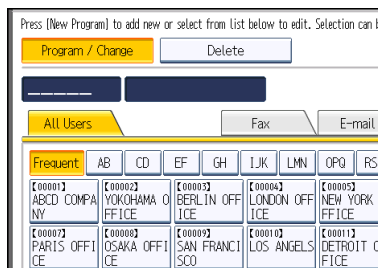 Press [New Program] to add new or select from list below to edit. Selection can
Program / Change Delete
_____
All Users Fax E-mail
Frequent AB CD EF GH IJK LMN OPQ RS
【00001】 【00002】 【00003】 【00004】 【00005】
ABCD COMPA YOKOHAMA O BERLIN OFF LONDON OFF NEW YORK
NY FFICE ICE ICE FFICE
【00007】 【00008】 【00009】 【00010】 【00011】
PARIS OFFI OSAKA OFFI SAN FRANCI LOS ANGELS DETROIT
CE CE SCO FICE